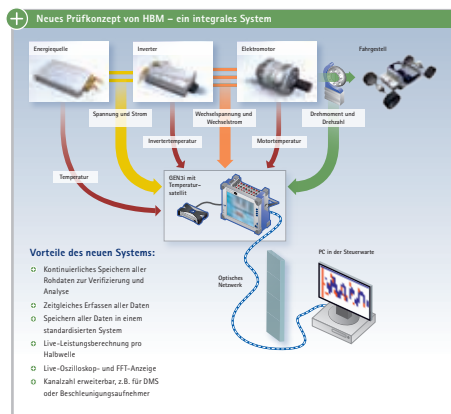 Neues Prüfkonzept von HBM – ein integrales System
Energiequelle
Inverter
Elektromotor
Fahrgestell
Spannung und Strom
Wechselspannung und
Wechselstrom
Drehmoment und
Drehzahl
Invertertemperatur
Motortemperatur
Temperatur
GEN3i mit
Temperatur-
satellit
Vorteile des neuen Systems:
Kontinuierliches Speichern aller
Rohdaten zur Verifizierung und
Analyse
Zeitgleiches Erfassen aller Daten
Speichern aller Daten in einem
standardisierten System
Live-Leistungsberechnung pro
Halbwelle
Live-Oszilloskop- und FFT-Anzeige
Kanalzahl erweiterbar, z.B. für DMS
oder Beschleunigungsaufnehmer
Optisches
Netzwerk
PC in der Steuerwarte